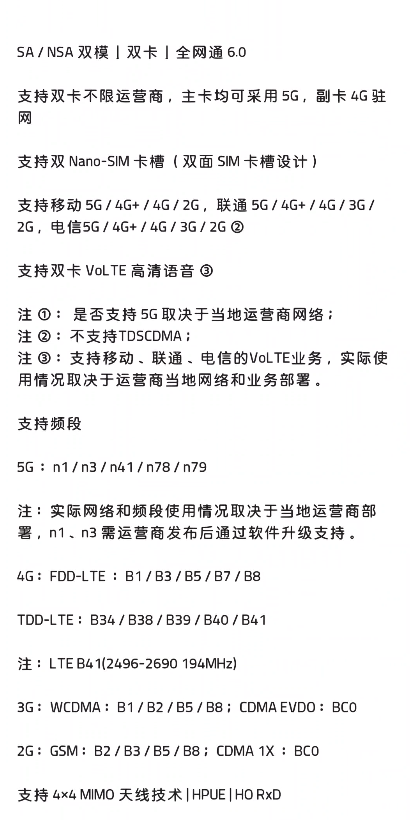 SA / NSA 双模 | 双卡 | 全网通 6.0
支持双卡不限运营商，主卡均可采用 5G，副卡 4G 驻
网
支持双 Nano-SIM 卡槽（双面 SIM 卡槽设计）
支持移动 5G / 4G+ / 4G / 2G，联通 5G / 4G+ / 4G / 3G /
2G，电信5G / 4G+ / 4G / 3G / 2G ②
支持双卡 VoLTE 高清语音 ③
注 ①： 是否支持 5G 取决于当地运营商网络；
注 ②：不支持TDSCDMA；
注 ③：支持移动、联通、电信的VoLTE业务，实际使
用情况取决于运营商当地网络和业务部署。
支持频段
5G：n1 / n3 / n41 / n78 / n79
注：实际网络和频段使用情况取决于当地运营商部
署，n1、n3 需运营商发布后通过软件升级支持。
4G：FDD-LTE ：B1 / B3 / B5 / B7 / B8
TDD-LTE：B34 / B38 / B39 / B40 / B41
注：LTE B41(2496-2690 194MHz)
3G：WCDMA：B1 / B2 / B5 / B8；CDMA EVDO：BC0
2G：GSM：B2 / B3 / B5 / B8；CDMA 1X ：BC0
支持 4×4 MIMO 天线技术 | HPUE | HO RxD